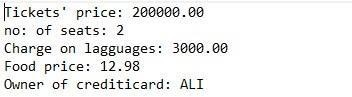 Tickets' price: 200000.00
no: of seats: 2
Charge on lagguages: 3000.00
Food price: 12.98
Owner of crediticard: ALI